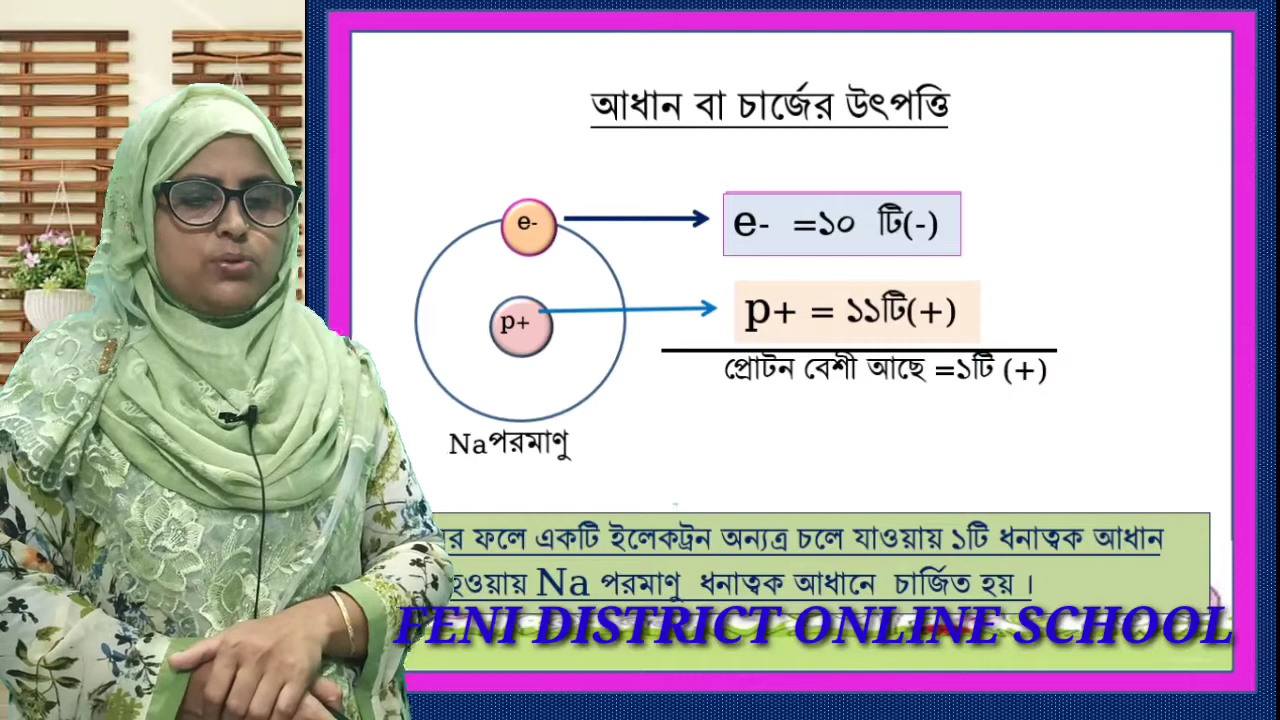 আধান বা চার্জের উৎপত্তি
e-
e- =১০ টি(-)
p+
p+ = ১১টি(+)
প্রোটন বেশী আছে =১টি (+)
Naপরমাণু
ফলে একটি ইলেকট্রন অন্যত্র চলে যাওয়ায় ১টি ধনাত্বক আধান
হওয়ায় Na পরমাণু ধনাত্বক আধানে চার্জিত হয় ।
FENI DISTRICT ONLINE SCHOOL